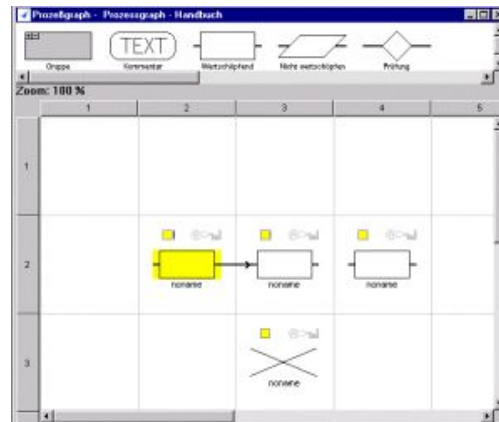 Prozeßgraph - Prozessgraph - Handbuch
TEXT
Gruppe Kommentar Wertschöpfend Nicht wertschöpfen Prüfung
Zoom: 100 %
1 2 3 4 5
1
2
noname noname noname
3
noname